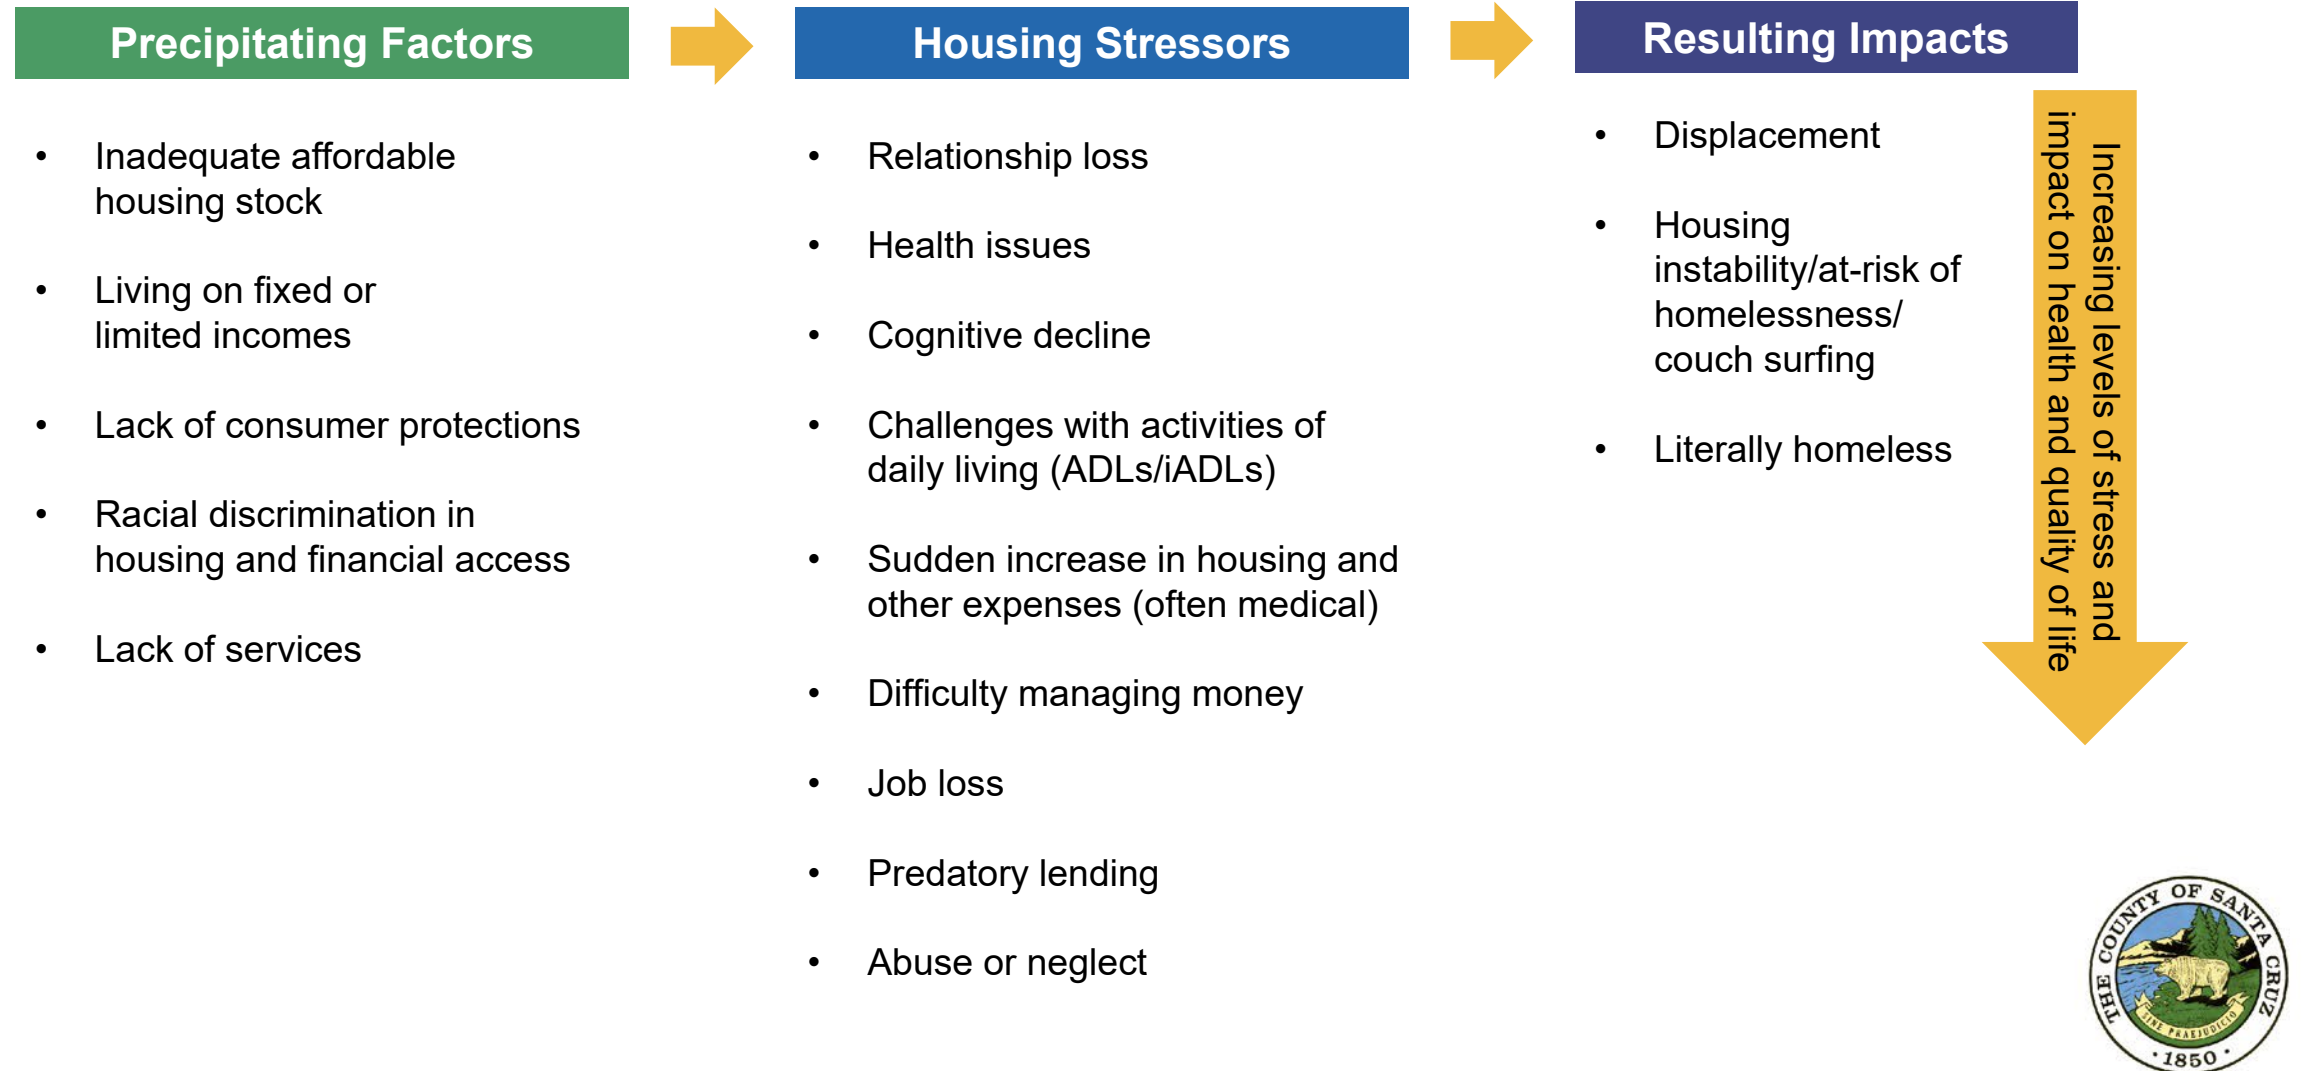 Precipitating Factors
• Inadequate affordable
housing stock
• Living on fixed or
limited incomes
• Lack of consumer protections
• Racial discrimination in
housing and financial access
• Lack of services
Housing Stressors
• Relationship loss
• Health issues
• Cognitive decline
• Challenges with activities of
daily living (ADLs/iADLs)
• Sudden increase in housing and
other expenses (often medical)
• Difficulty managing money
• Job loss
• Predatory lending
• Abuse or neglect
Resulting Impacts
• Displacement
• Housing
instability/at-risk of
homelessness/
couch surfing
• Literally homeless
Increasing levels of stress and
impact on health and quality of life
THE COUNTY OF SANTA CRUZ
SINE PRAEJUDICIO
· 1850 ·